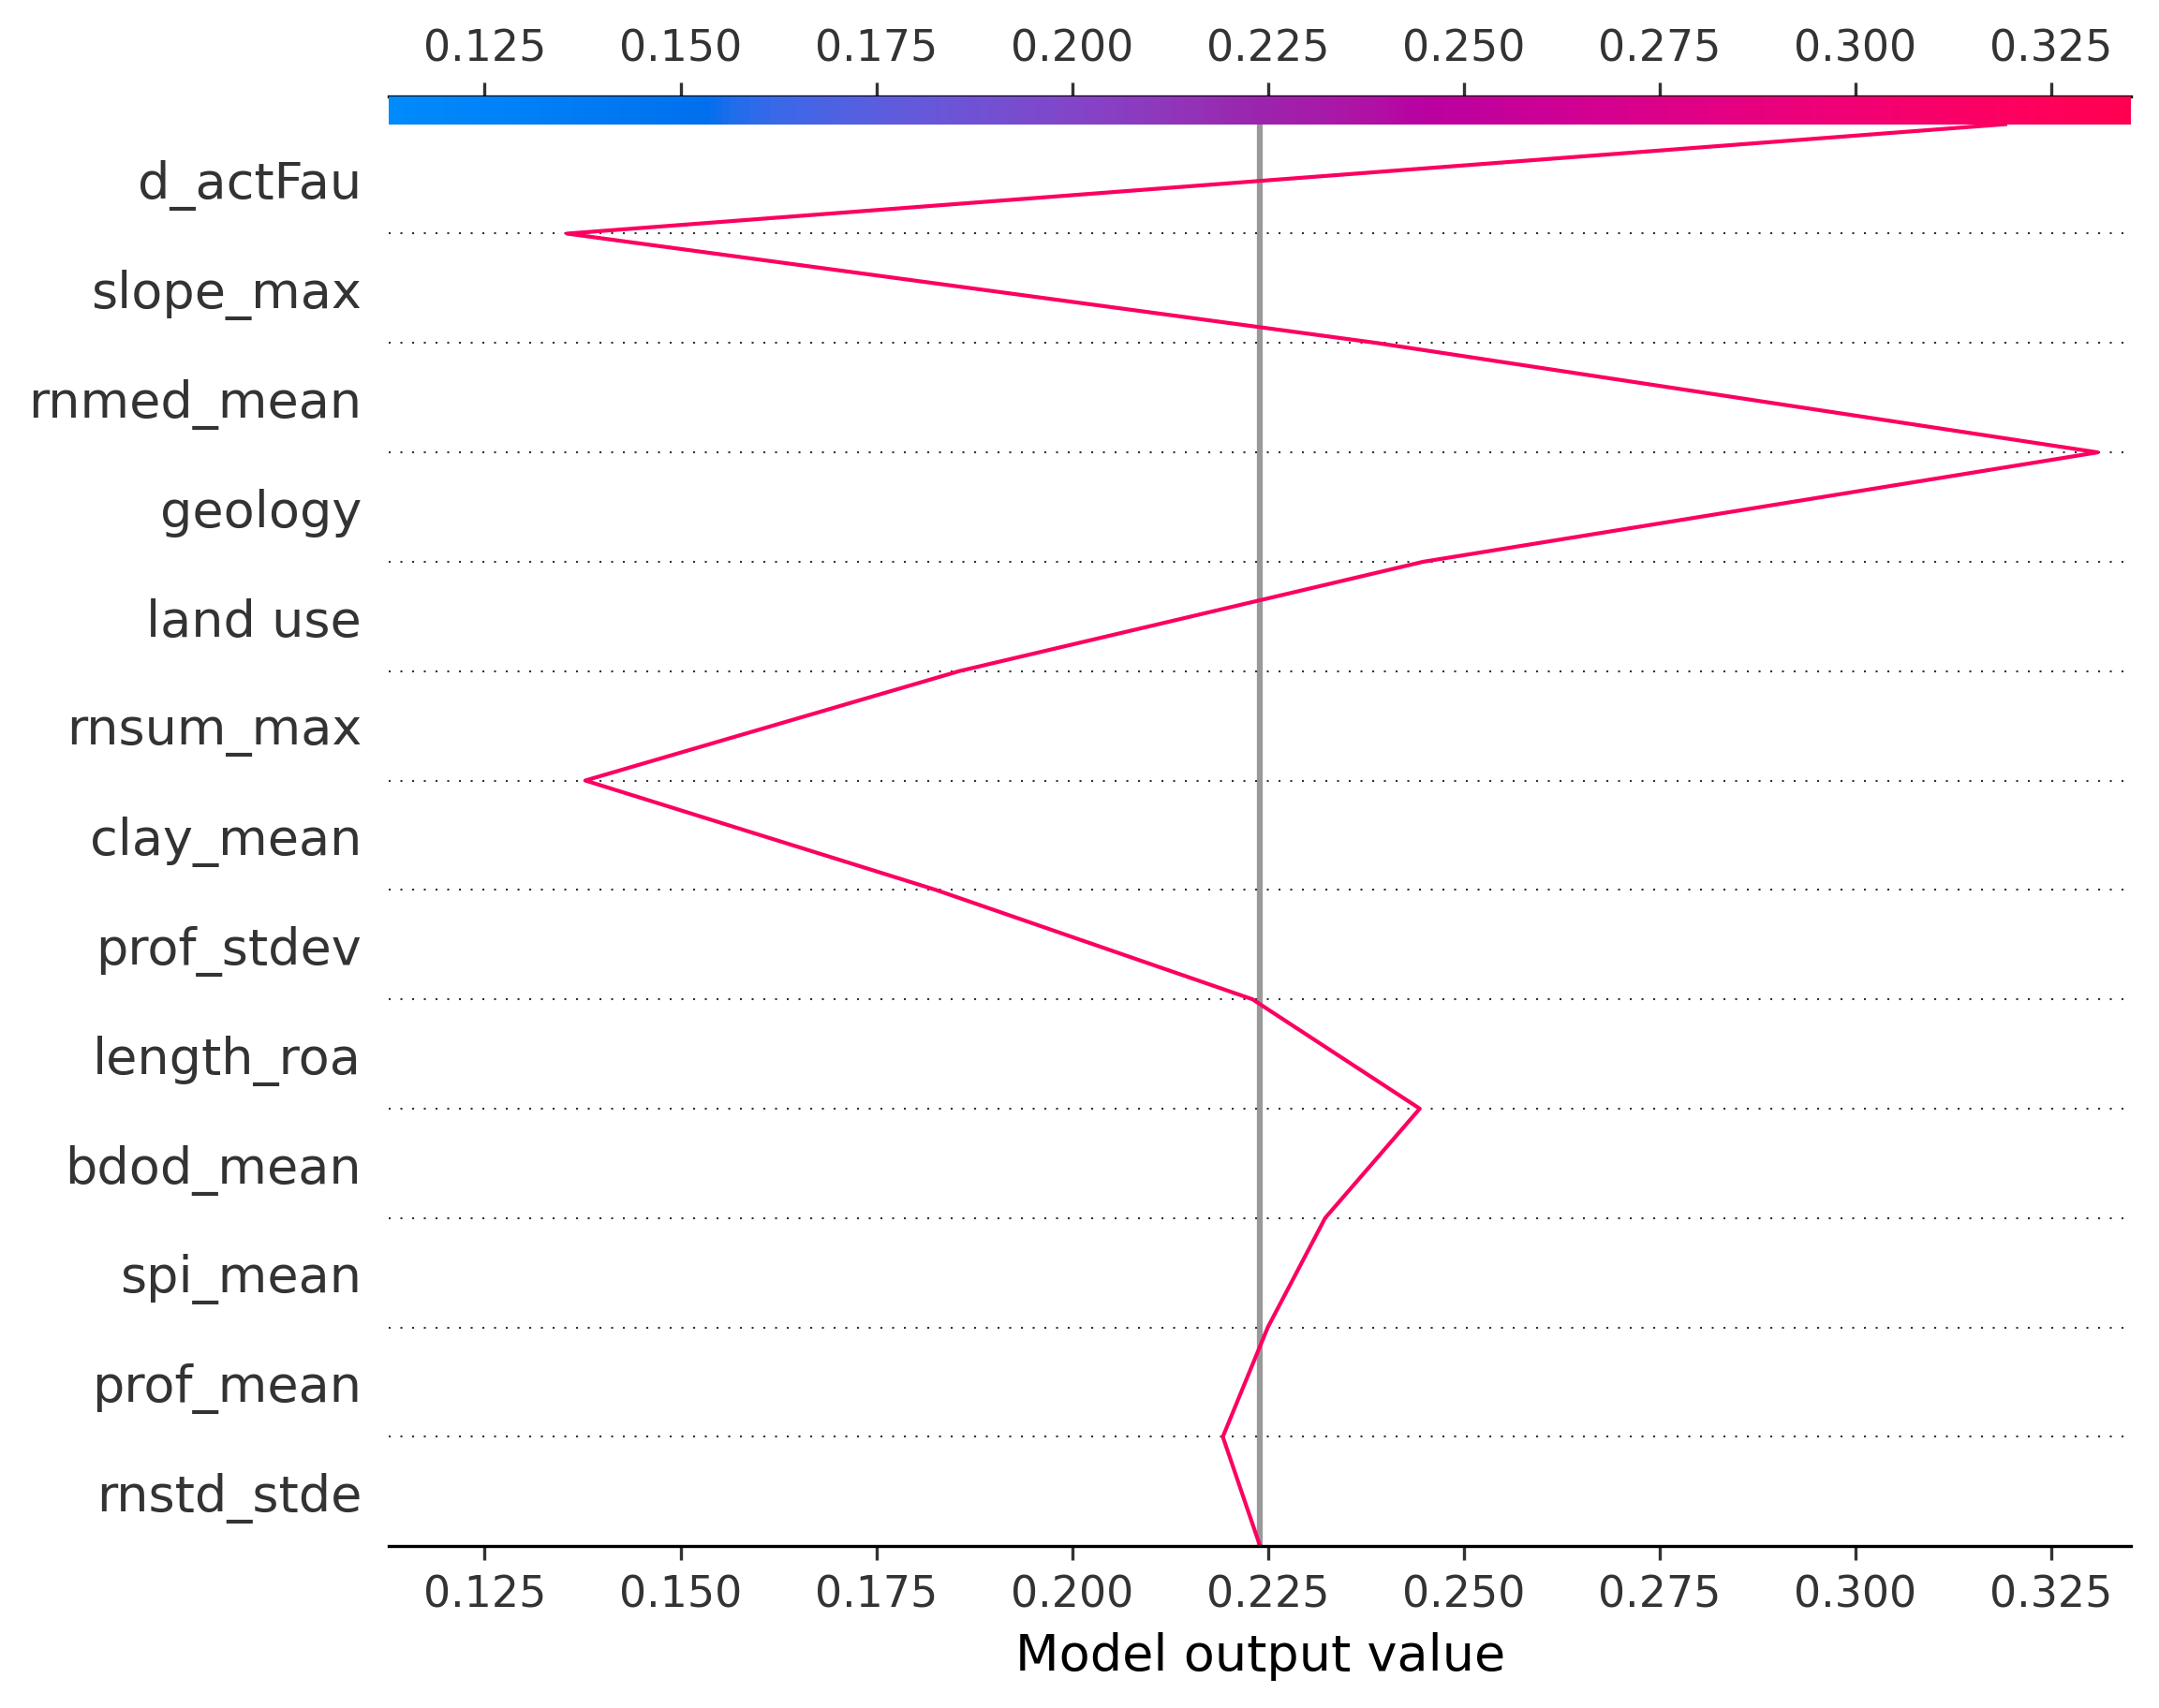 0.125 0.150 0.175 0.200 0.225 0.250 0.275 0.300 0.325
d_actFau
slope_max
rnmed_mean
geology
land use
rnsum_max
clay_mean
prof_stdev
length_roa
bdod_mean
spi_mean
prof_mean
rnstd_stde
0.125 0.150 0.175 0.200 0.225 0.250 0.275 0.300 0.325
Model output value